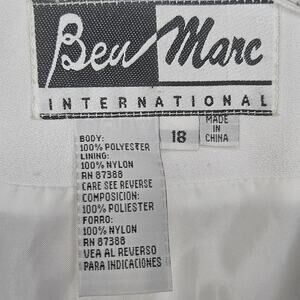 Beu Marc
INTERNATIONAL
BODY:
100% POLYESTER
LINING:
100% NYLON
RN 87388
CARE SEE REVERSE
COMPOSICION:
100% POLIESTER
FORRO:
100% NYLON
RN 87388
VEA AL REVERSO
PARA INDICACIONES
18
MADE
IN
CHINA